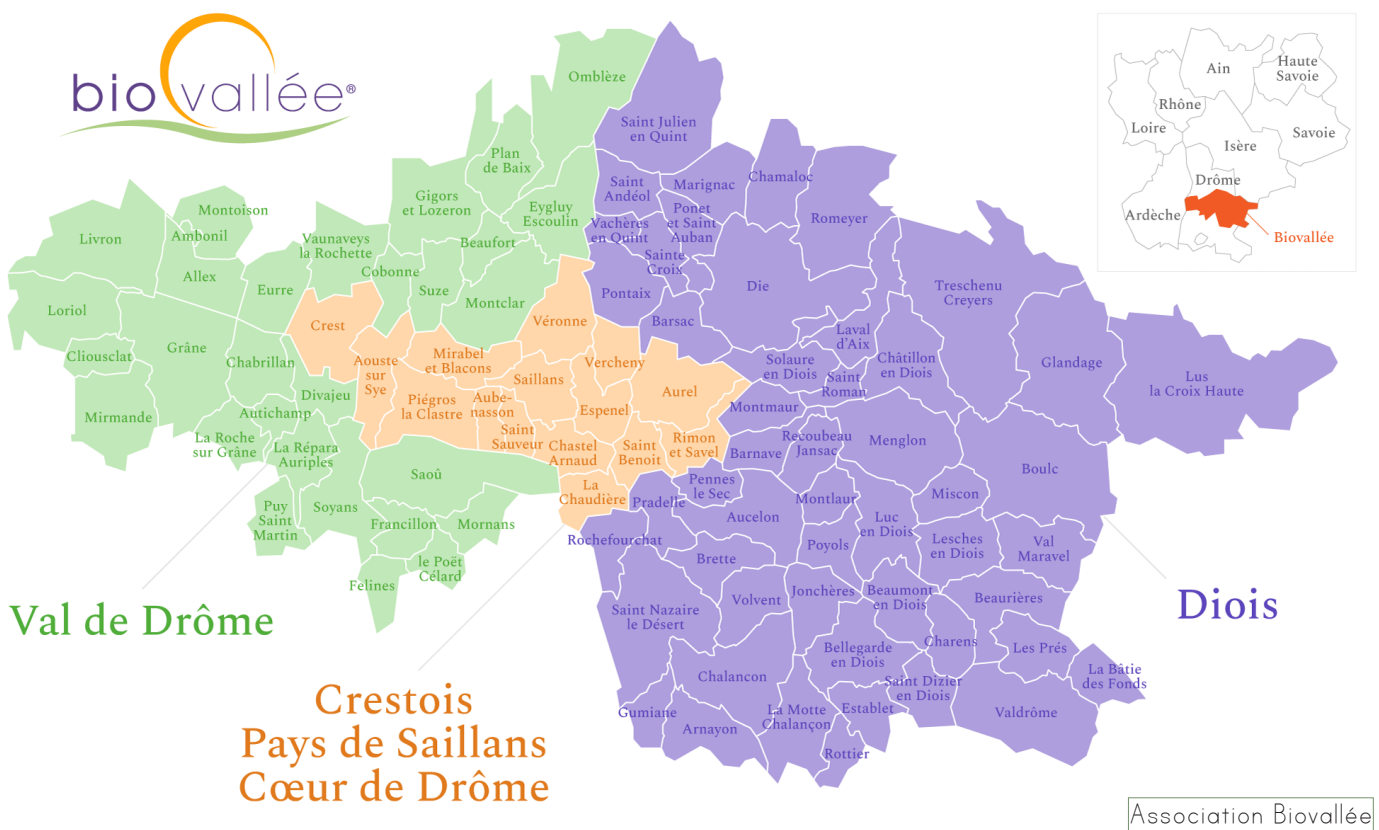 biovallée®
Omblèze
Plan
de Baix
Gigors
et Lozeron
Eygluy
Escoulin
Montoison
Ambonil
Livron
Vaunaveys
la Rochette
Beaufort
Allex
Cobonne
Eurre
Suze
Montclar
Loriol
Grâne
Cliousclat
Chabrillan
Divajeu
Mirmande
Autichamp
La Roche
sur Grâne
La Répara
Auriples
Saoû
Puy
Saint
Martin
Soyans
Francillon
Mornans
le Poët
Célard
Felines
Crest
Véronne
Aouste
sur
Sye
Mirabel
et Blacons
Vercheny
Saillans
Aurel
Piégros
la Clastre
Aube-
nasson
Espenel
Saint
Sauveur
Chastel
Arnaud
Saint
Benoit
Rimon
et Savel
La
Chaudière
Saint Julien
en Quint
Saint
Andéol
Marignac
Chamaloc
Ponet
et Saint
Auban
Romeyer
Vachères
en Quint
Sainte
Croix
Die
Pontaix
Barsac
Treschenu
Creyers
Laval
d'Aix
Solaure
en Diois
Châtillon
en Diois
Glandage
Saint
Roman
Lus
la Croix Haute
Montmaur
Recoubeau
Jansac
Menglon
Barnave
Boulc
Pennes
le Sec
Pradelle
Montlaur
Miscon
Aucelon
Luc
en Diois
Rochefourchat
Poyols
Lesches
en Diois
Val
Maravel
Brette
Volvent
Jonchères
Beaumont
en Diois
Beaurières
Saint Nazaire
le Désert
Charens
Les Prés
Bellegarde
en Diois
La Bâtie
des Fonds
Chalancon
Saint Dizier
en Diois
Gumiane
Arnayon
La Motte
Chalançon
Establet
Valdrôme
Rottier
Val de Drôme
Crestois
Pays de Saillans
Cœur de Drôme
Diois
Ain
Haute
Savoie
Rhône
Loire
Savoie
Isère
Drôme
Ardèche
Biovallée
Association Biovallée